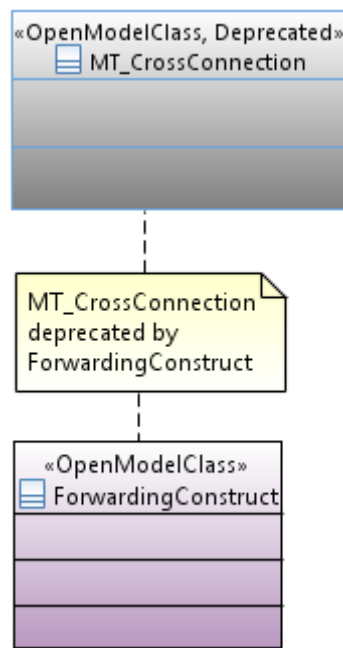 «OpenModelClass, Deprecated»
MT_CrossConnection
MT_CrossConnection
deprecated by
ForwardingConstruct
«OpenModelClass»
ForwardingConstruct